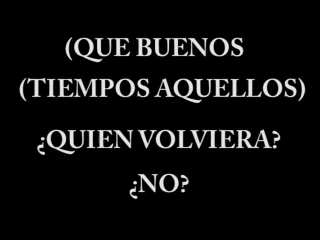 (QUE BUENOS
(TIEMPOS AQUELLOS)
¿QUIEN VOLVIERA?
¿NO?